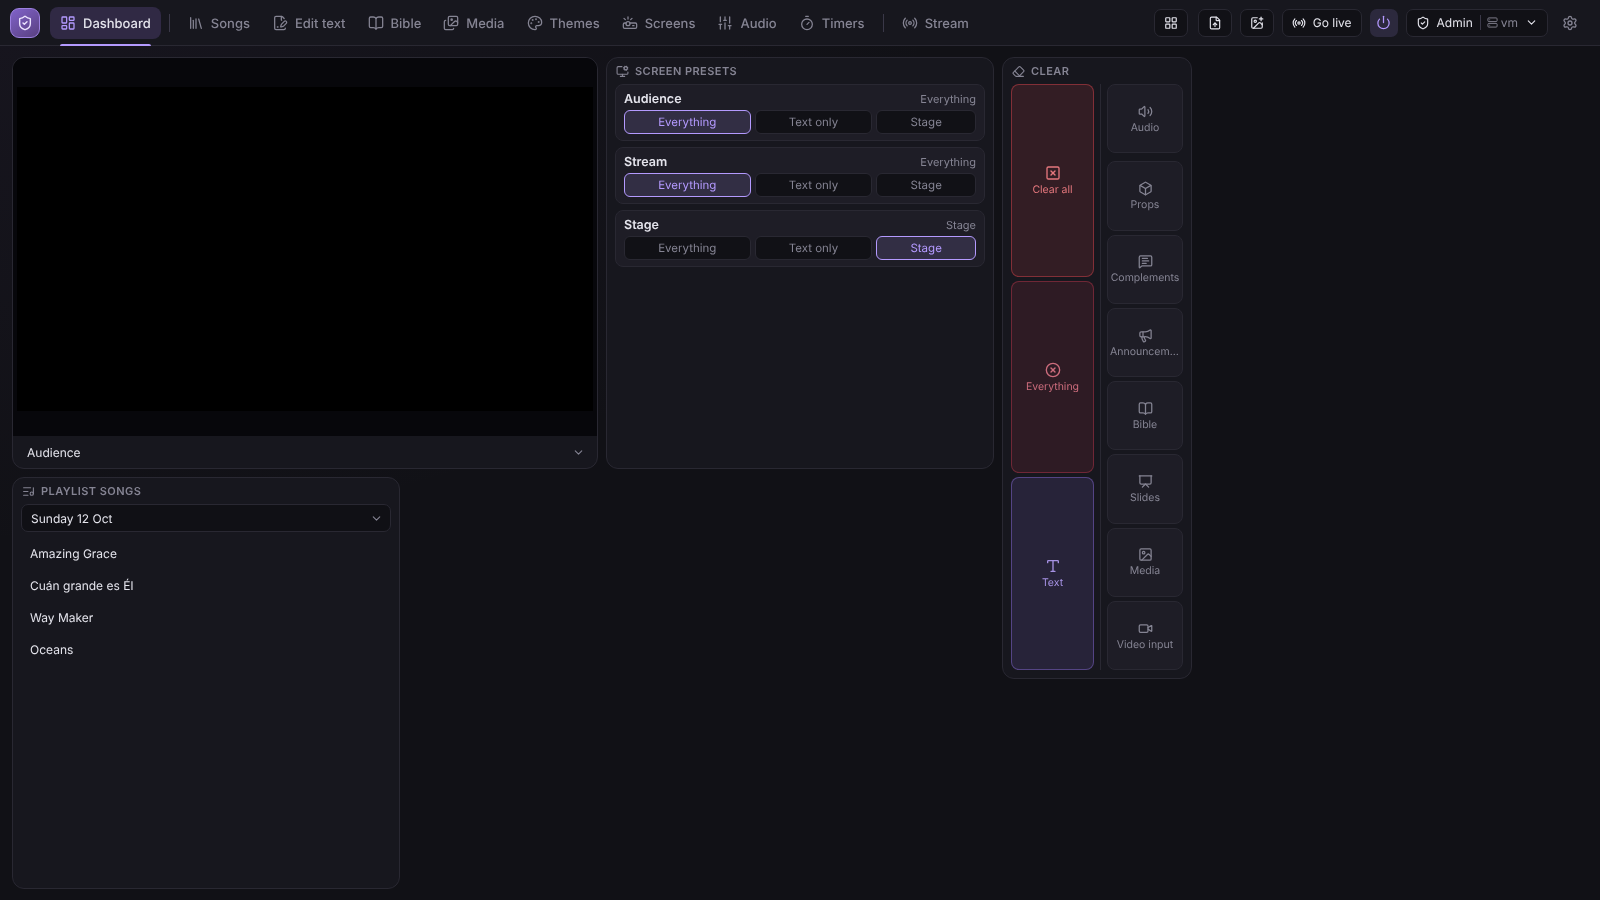 Dashboard
Songs
Edit text
Bible
Media
Themes
Screens
Audio
Timers
Stream
Go live
Admin
vm
SCREEN PRESETS
Audience
Everything
Everything
Text only
Stage
Stream
Everything
Everything
Text only
Stage
Stage
Stage
Everything
Text only
Stage
CLEAR
Clear all
Everything
Text
Audio
Props
Complements
Announcem...
Bible
Slides
Media
Video input
Audience
PLAYLIST SONGS
Sunday 12 Oct
Amazing Grace
Cuán grande es Él
Way Maker
Oceans